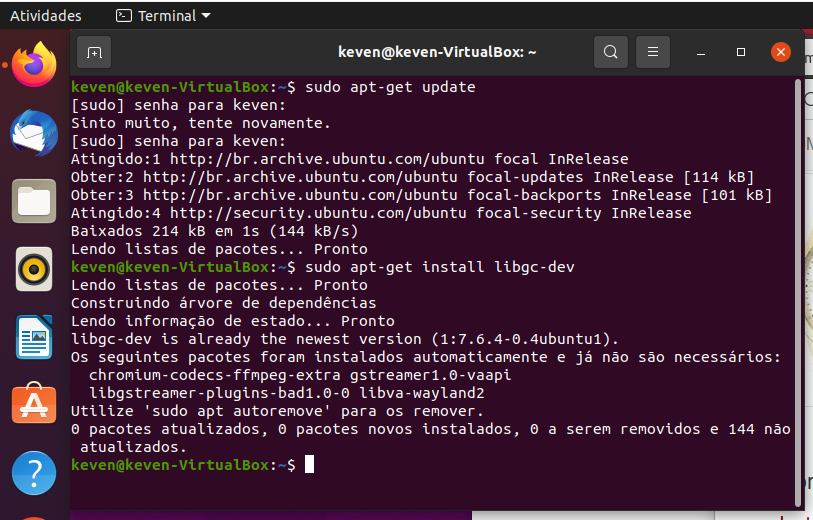 Atividades
Terminal
keven@keven-VirtualBox: ~
keven@keven-VirtualBox:~$ sudo apt-get update
[sudo] senha para keven:
Sinto muito, tente novamente.
[sudo] senha para keven:
Atingido:1 http://br.archive.ubuntu.com/ubuntu focal InRelease
Obter:2 http://br.archive.ubuntu.com/ubuntu focal-updates InRelease [114 kB]
Obter:3 http://br.archive.ubuntu.com/ubuntu focal-backports InRelease [101 kB]
Atingido:4 http://security.ubuntu.com/ubuntu focal-security InRelease
Baixados 214 kB em 1s (144 kB/s)
Lendo listas de pacotes... Pronto
keven@keven-VirtualBox:~$ sudo apt-get install libgc-dev
Lendo listas de pacotes... Pronto
Construindo árvore de dependências
Lendo informação de estado... Pronto
libgc-dev is already the newest version (1:7.6.4-0.4ubuntu1).
Os seguintes pacotes foram instalados automaticamente e já não são necessários:
chromium-codecs-ffmpeg-extra gstreamer1.0-vaapi
libgstreamer-plugins-bad1.0-0 libva-wayland2
Utilize 'sudo apt autoremove' para os remover.
0 pacotes atualizados, 0 pacotes novos instalados, 0 a serem removidos e 144 não
atualizados.
keven@keven-VirtualBox:~$